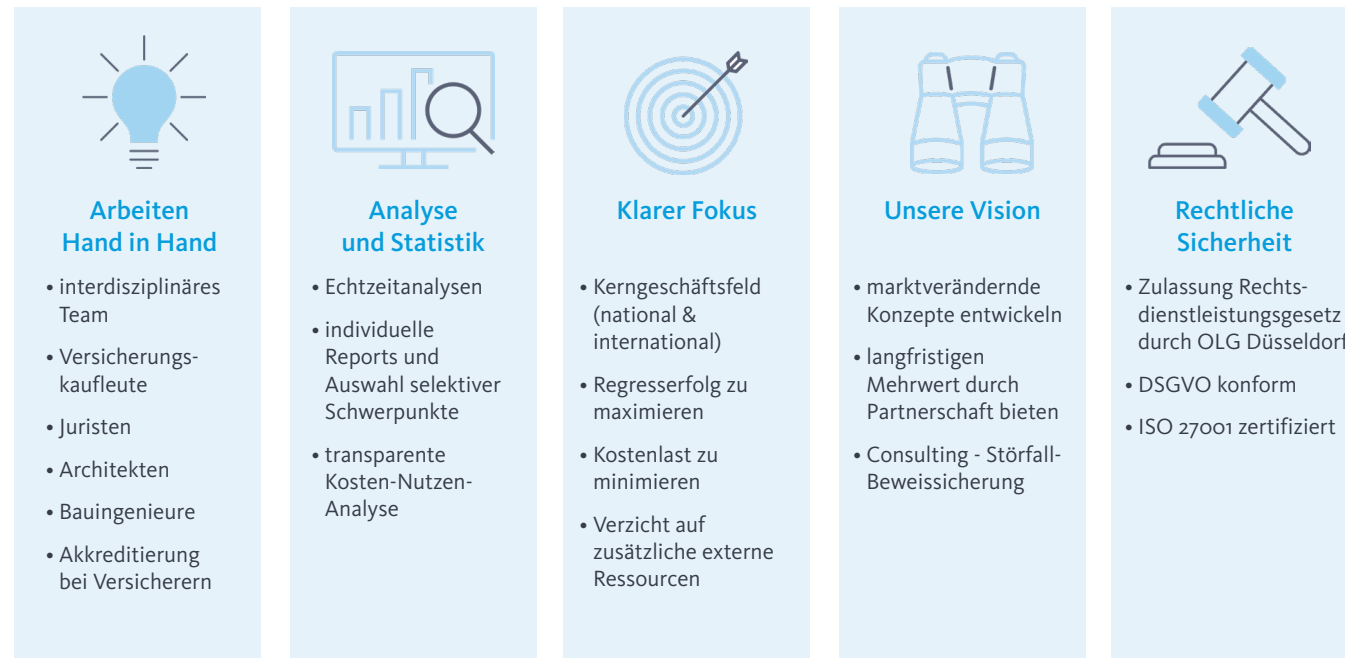 Arbeiten
Hand in Hand
• interdisziplinäres
Team
• Versicherungs-
kaufleute
• Juristen
• Architekten
• Bauingenieure
• Akkreditierung
bei Versicherern
Analyse
und Statistik
• Echtzeitanalysen
• individuelle
Reports und
Auswahl selektiver
Schwerpunkte
• transparente
Kosten-Nutzen-
Analyse
Klarer Fokus
• Kerngeschäftsfeld
(national &
international)
• Regresserfolg zu
maximieren
• Kostenlast zu
minimieren
• Verzicht auf
zusätzliche externe
Ressourcen
Unsere Vision
• marktverändernde
Konzepte entwickeln
• langfristigen
Mehrwert durch
Partnerschaft bieten
• Consulting - Störfall-
Beweissicherung
Rechtliche
Sicherheit
• Zulassung Rechts-
dienstleistungsgesetz
durch OLG Düsseldorf
• DSGVO konform
• ISO 27001 zertifiziert